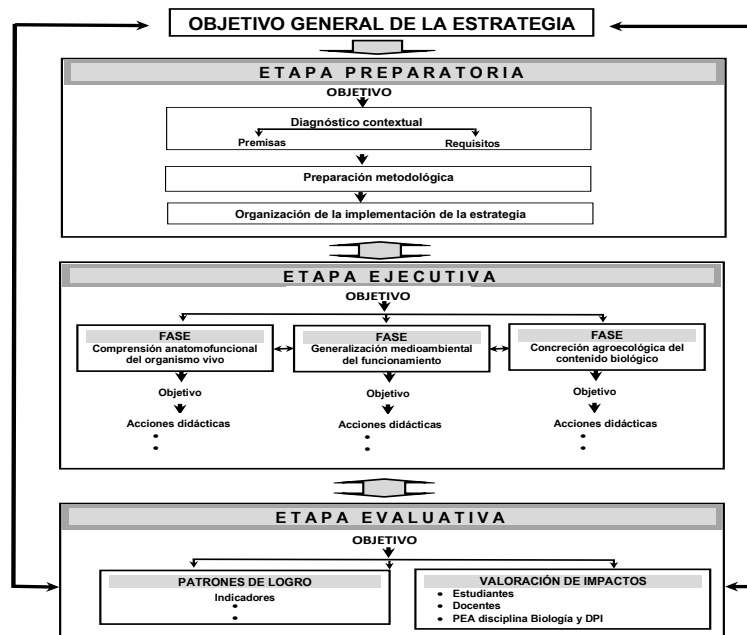 OBJETIVO GENERAL DE LA ESTRATEGIA
ETAPA PREPARATORIA
OBJETIVO
Diagnóstico contextual
Premisas
Requisitos
Preparación metodológica
Organización de la implementación de la estrategia
ETAPA EJECUTIVA
OBJETIVO
FASE
Comprensión anatomofuncional
del organismo vivo
FASE
Generalización medioambiental
del funcionamiento
FASE
Concreción agroecológica del
contenido biológico
Objetivo
Objetivo
Objetivo
Acciones didácticas
Acciones didácticas
Acciones didácticas
ETAPA EVALUATIVA
OBJETIVO
PATRONES DE LOGRO
Indicadores
VALORACIÓN DE IMPACTOS
• Estudiantes
• Docentes
• PEA disciplina Biología y DPI